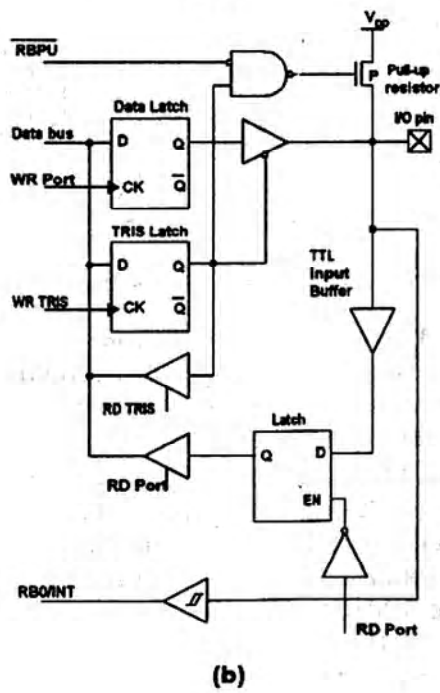 RBPU
VDD
P
Pull-up
resistor
I/O pin
Data Latch
Data bus
D
Q
WR Port
CK
Q
TRIS Latch
D
Q
WR TRIS
CK
Q
TTL
Input
Buffer
RD TRIS
Latch
Q
D
EN
RD Port
RB0/INT
RD Port
(b)